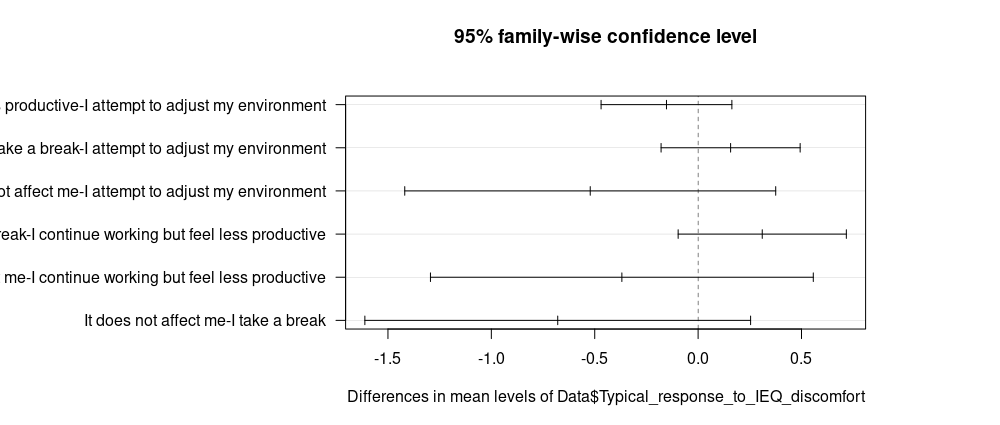 95% family-wise confidence level
productive-I attempt to adjust my environment
ake a break-I attempt to adjust my environment
ot affect me-I attempt to adjust my environment
reak-I continue working but feel less productive
me-I continue working but feel less productive
It does not affect me-I take a break
-1.5 -1.0 -0.5 0.0 0.5
Differences in mean levels of Data$Typical_response_to_IEQ_discomfort